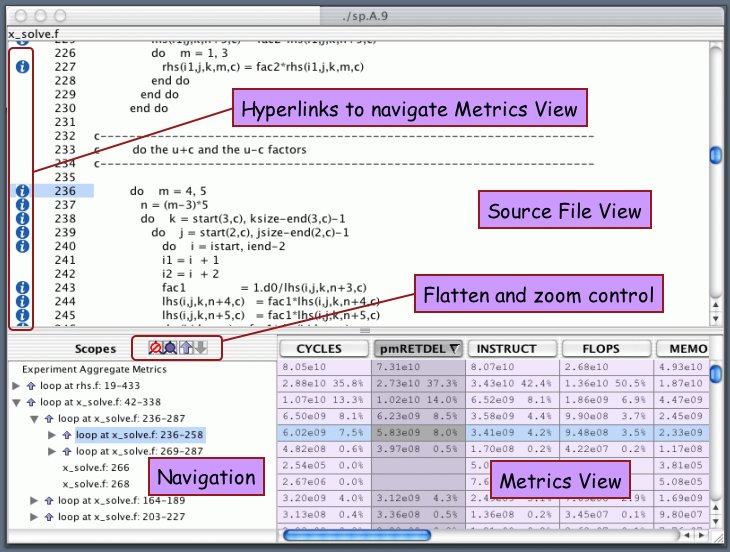 ./sp.A.9
x_solve.f
226 do m = 1, 3
227 rhs(i1,j,k,m,c) = fac2*rhs(i1,j,k,m,c)
228 end do
229 end do
230 end do
231
Hyperlinks to navigate Metrics View
232 c
233 c do the u+c and the u-c factors
234 c
235
236 do m = 4, 5
237 n = (m-3)*5
238 do k = start(3,c), ksize-end(3,c)-1
239 do j = start(2,c), jsize-end(2,c)-1
240 do i = istart, iend-2
241 i1 = i + 1
242 i2 = i + 2
243 fac1 = 1.d0/lhs(i,j,k,n+3,c)
244 lhs(i,j,k,n+4,c) = fac1*lhs(i,j,k,n+4,c)
245 lhs(i,j,k,n+5,c) = fac1*lhs(i,j,k,n+5,c)
Source File View
Flatten and zoom control
Scopes CYCLES pmRETDEL INSTRUCT FLOPS MEMO
Experiment Aggregate Metrics 8.05e10 7.31e10 8.07e10 2.68e10 4.93e10
loop at rhs.f: 19-433 2.88e10 35.8% 2.73e10 37.3% 3.43e10 42.4% 1.36e10 50.5% 1.87e10
loop at x_solve.f: 42-338 1.07e10 13.3% 1.02e10 14.0% 6.52e09 8.1% 1.86e09 6.9% 4.47e09
loop at x_solve.f: 236-287 6.50e09 8.1% 6.23e09 8.5% 3.58e09 4.4% 9.90e08 3.7% 2.45e09
loop at x_solve.f: 236-258 6.02e09 7.5% 5.83e09 8.0% 3.41e09 4.2% 9.48e08 3.5% 2.33e09
loop at x_solve.f: 269-287 4.82e08 0.6% 3.97e08 0.5% 1.70e08 0.2% 4.22e07 0.2% 1.17e08
x_solve.f: 266 2.54e05 0.0% 3.81e05
x_solve.f: 268 2.67e06 0.0% 5.08e05
loop at x_solve.f: 164-189 3.20e09 4.0% 3.12e09 4.3% 1.69e09
loop at x_solve.f: 203-227 3.13e08 0.4% 3.36e08 0.5% 1.36e08 0.2% 3.45e07 0.1% 9.80e07
Navigation
Metrics View